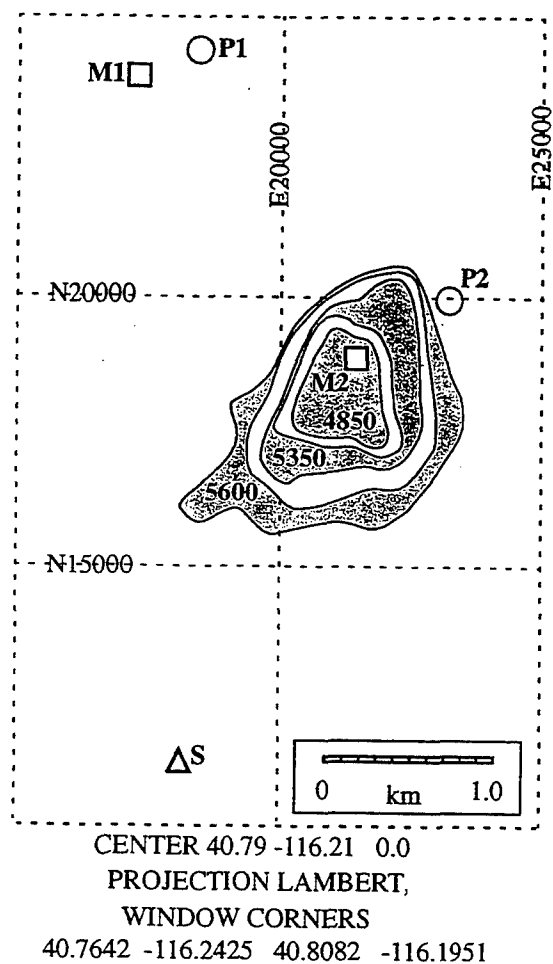 P1
M1
E20000
E25000
N20000
P2
M2
4850
5350
5600
N15000
S
0 km 1.0
CENTER 40.79 -116.21 0.0
PROJECTION LAMBERT,
WINDOW CORNERS
40.7642 -116.2425 40.8082 -116.1951